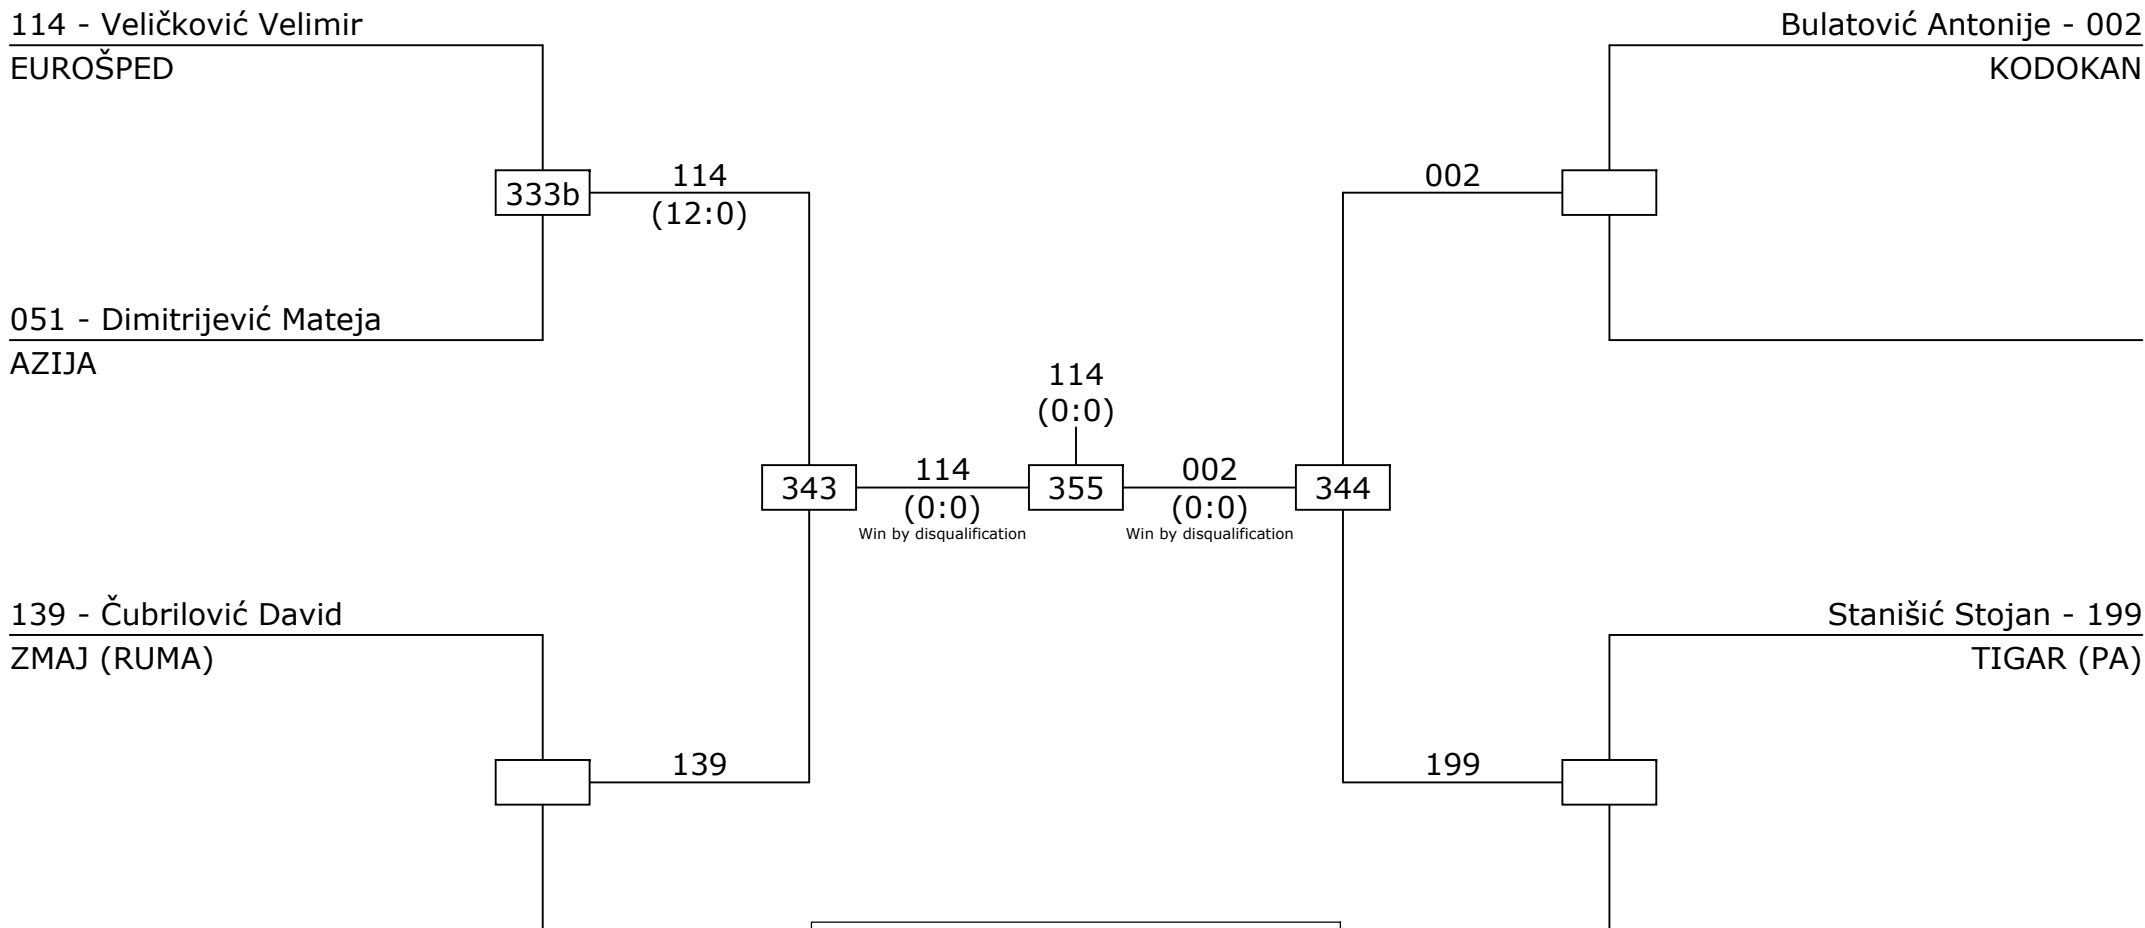 114 - Veličković Velimir
EUROŠPED
Bulatović Antonije - 002
KODOKAN
333b
114
(12:0)
002
051 - Dimitrijević Mateja
AZIJA
114
(0:0)
343
114
(0:0)
Win by disqualification
355
002
(0:0)
Win by disqualification
344
139 - Čubrilović David
ZMAJ (RUMA)
Stanišić Stojan - 199
TIGAR (PA)
139
199